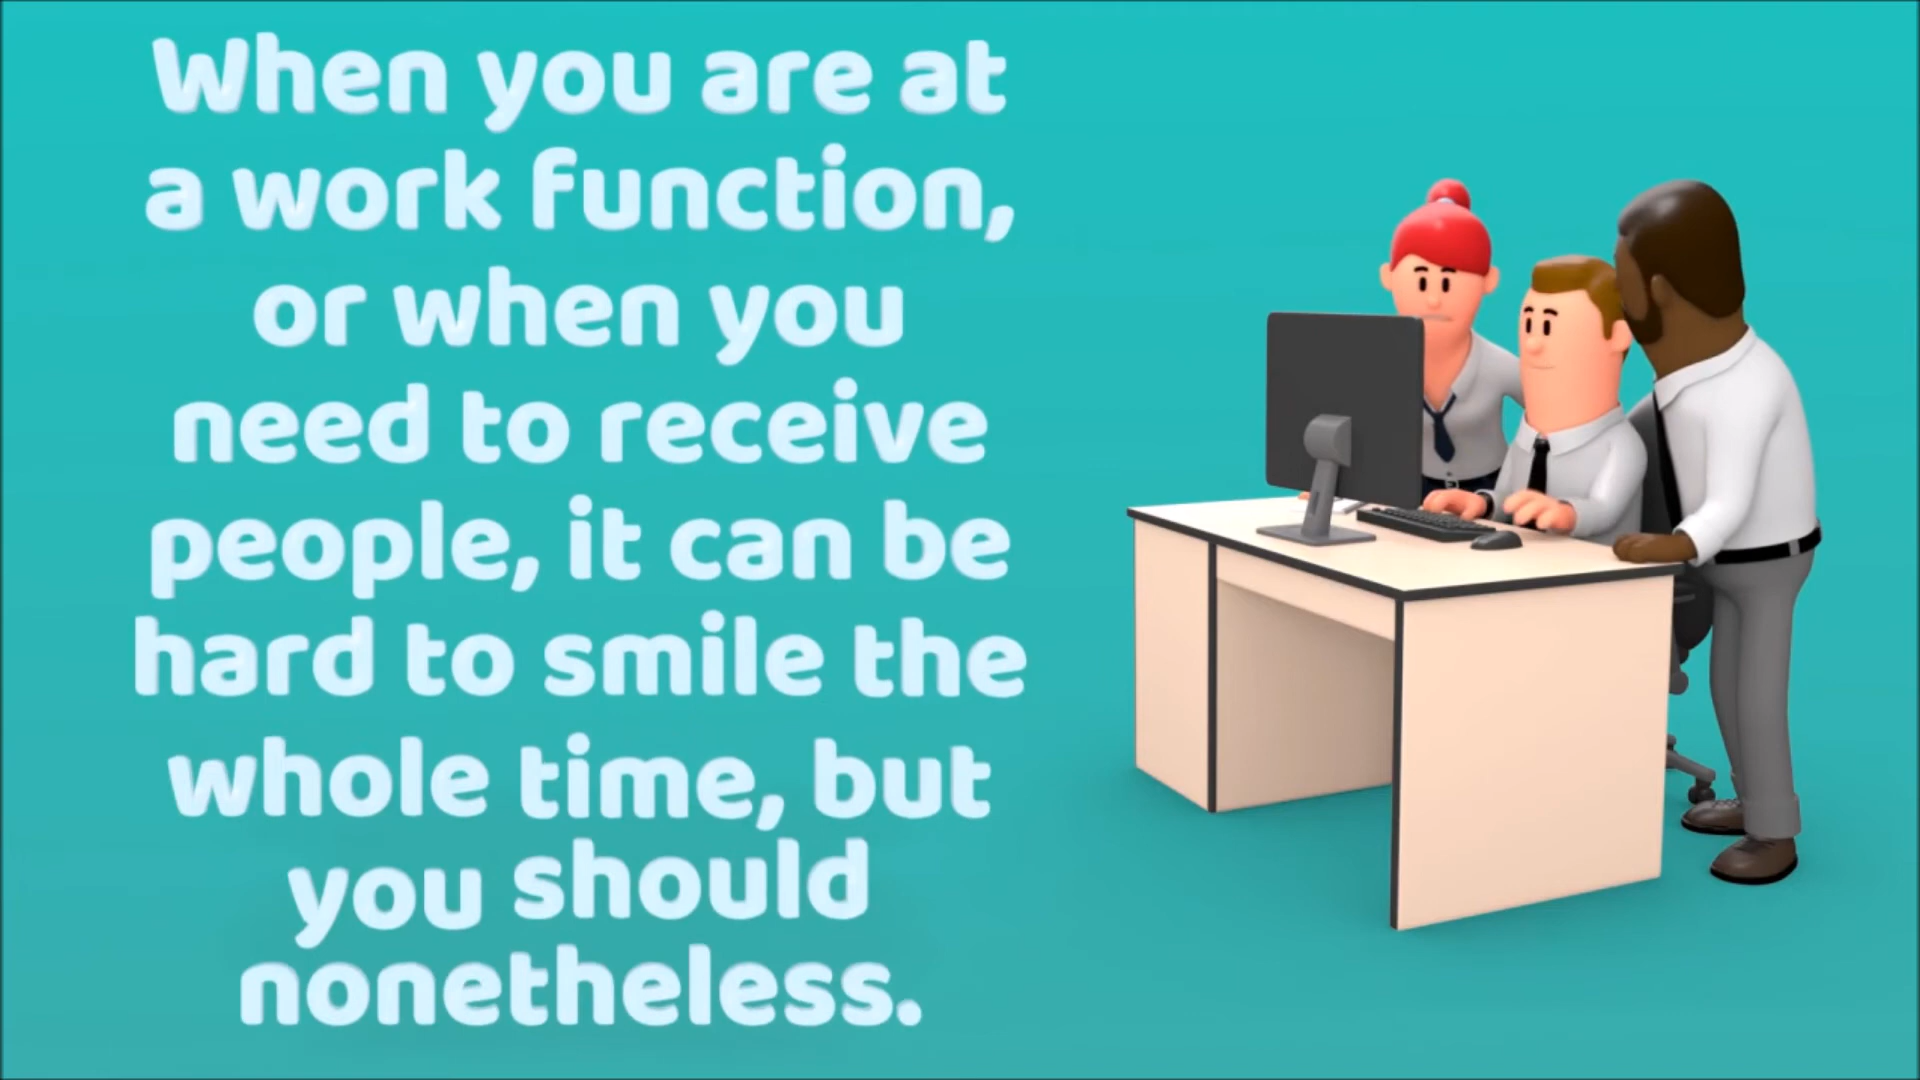 When you are at
a work function,
or when you
need to receive
people, it can be
hard to smile the
whole time, but
you should
nonetheless.